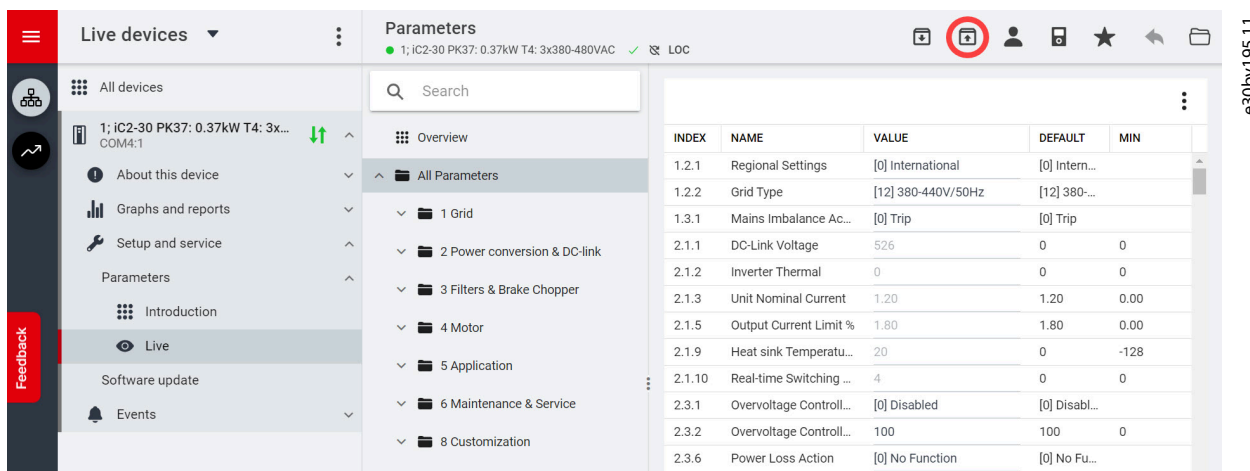 Live devices
Parameters
1; iC2-30 PK37: 0.37kW T4: 3x380-480VAC LOC
e30bv195.11
All devices
1; iC2-30 PK37: 0.37kW T4: 3x...
COM4:1
About this device
Graphs and reports
Setup and service
Parameters
Introduction
Live
Software update
Events
Feedback
Search
Overview
All Parameters
1 Grid
2 Power conversion & DC-link
3 Filters & Brake Chopper
4 Motor
5 Application
6 Maintenance & Service
8 Customization
INDEX NAME VALUE DEFAULT MIN
1.2.1 Regional Settings [0] International [0] Intern...
1.2.2 Grid Type [12] 380-440V/50Hz [12] 380-...
1.3.1 Mains Imbalance Ac... [0] Trip [0] Trip
2.1.1 DC-Link Voltage 526 0 0
2.1.2 Inverter Thermal 0 0 0
2.1.3 Unit Nominal Current 1.20 1.20 0.00
2.1.5 Output Current Limit % 1.80 1.80 0.00
2.1.9 Heat sink Temperatu... 20 0 -128
2.1.10 Real-time Switching ... 4 0 0
2.3.1 Overvoltage Controll... [0] Disabled [0] Disabl...
2.3.2 Overvoltage Controll... 100 100 0
2.3.6 Power Loss Action [0] No Function [0] No Fu...